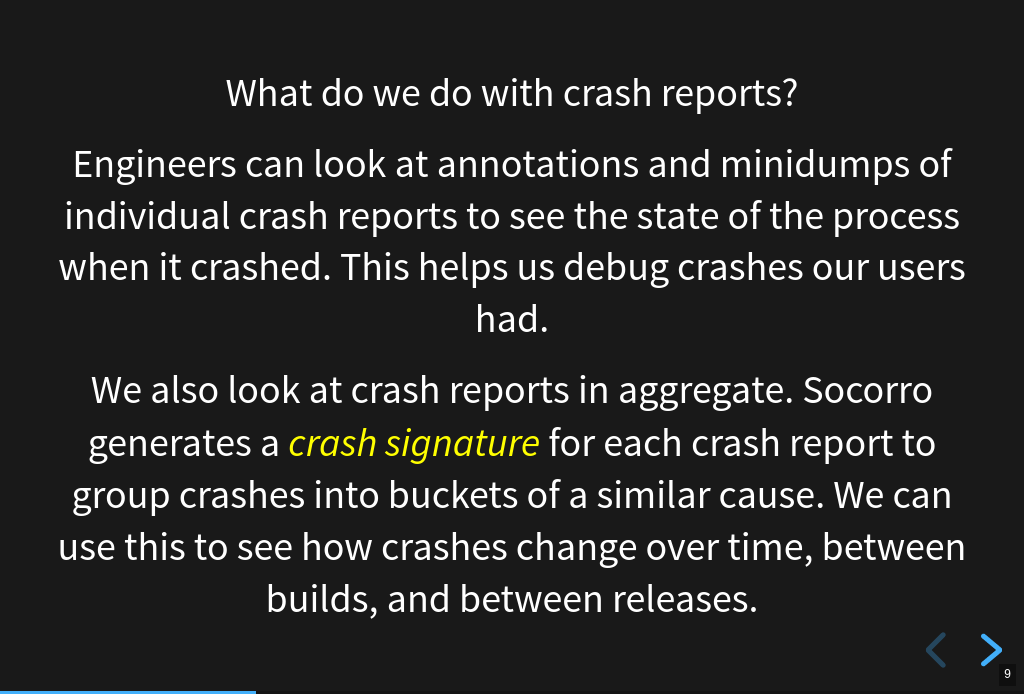 What do we do with crash reports?
Engineers can look at annotations and minidumps of
individual crash reports to see the state of the process
when it crashed. This helps us debug crashes our users
had.
We also look at crash reports in aggregate. Socorro
generates a crash signature for each crash report to
group crashes into buckets of a similar cause. We can
use this to see how crashes change over time, between
builds, and between releases.
9